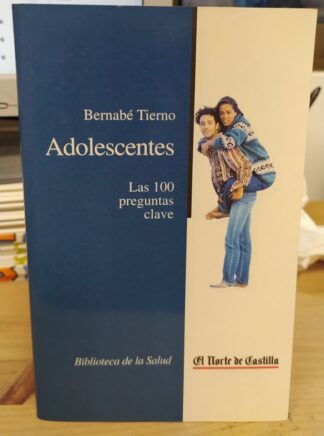 Bernabé Tierno
Adolescentes
Las 100
preguntas
clave
Biblioteca de la Salud
El Norte de Castilla